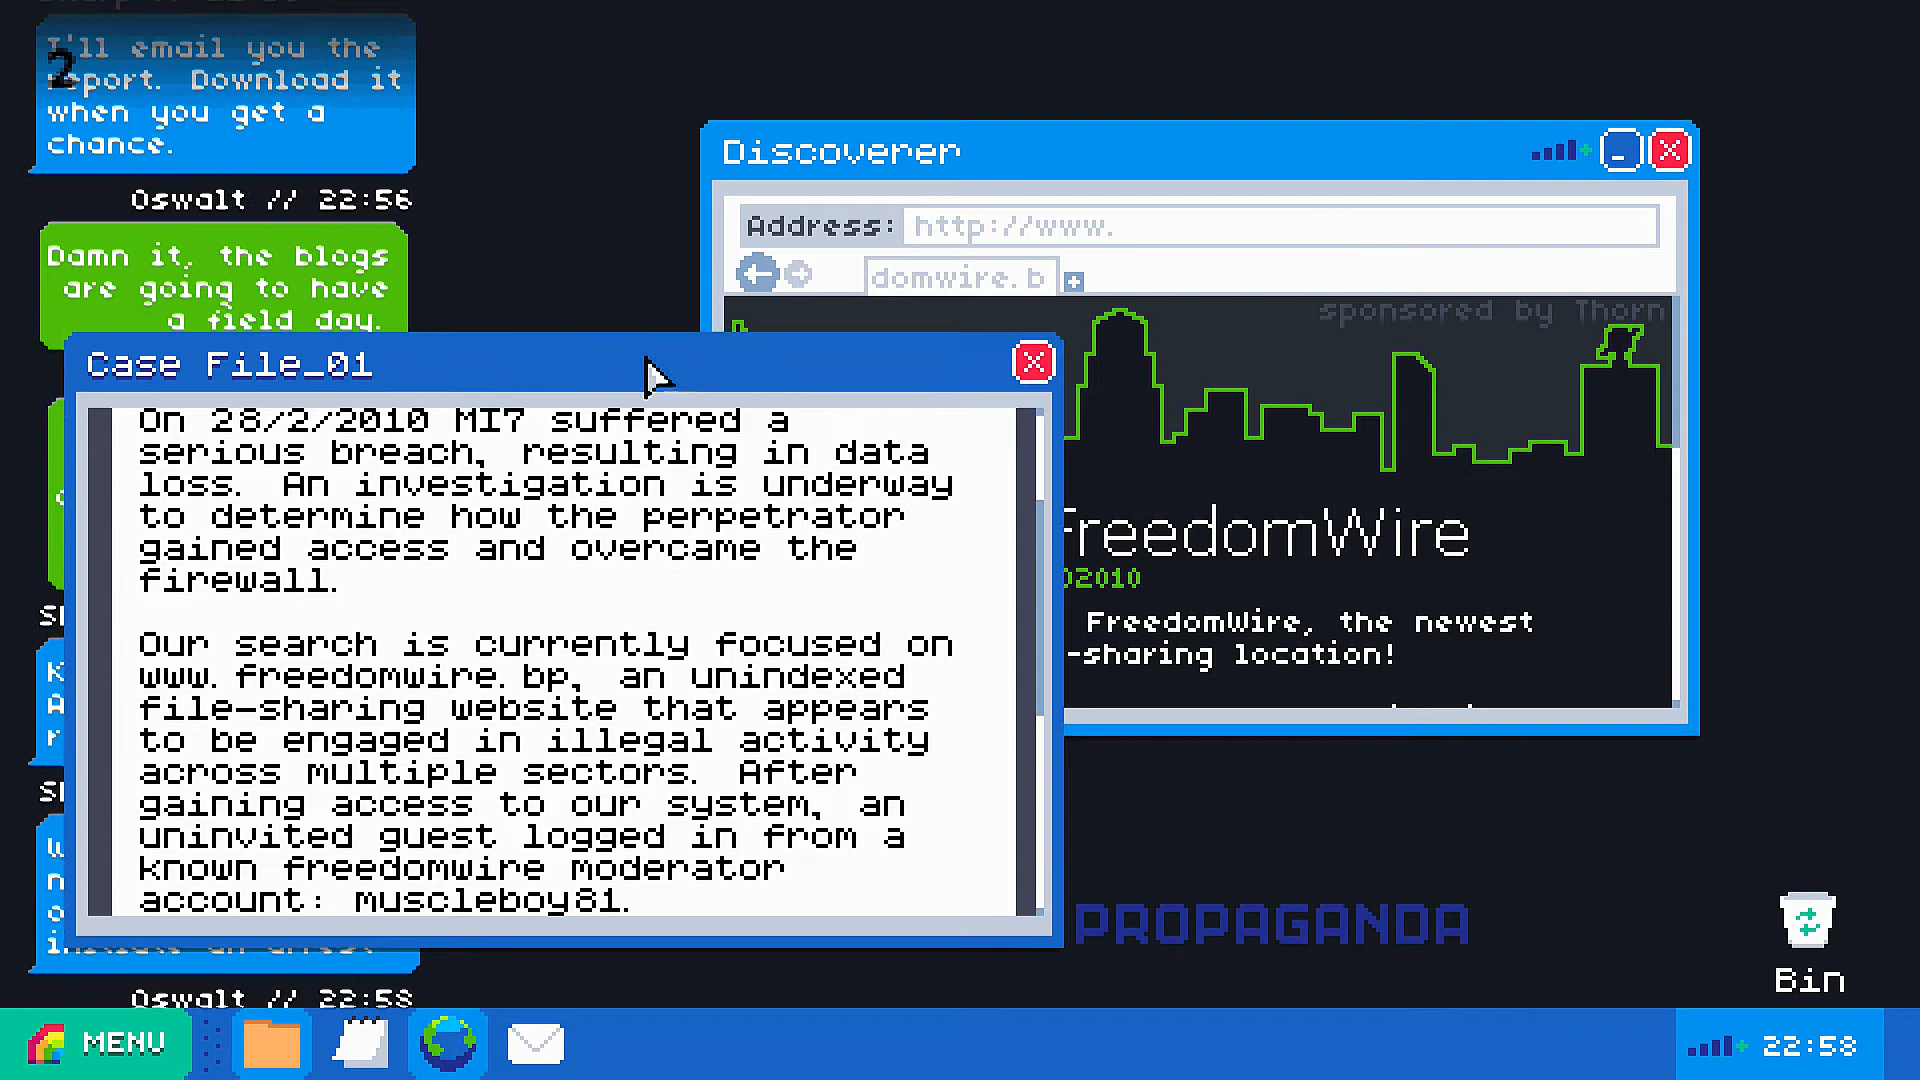 I'll email you the
report. Download it
when you get a
chance.
2
Oswalt // 22:56
Damn it, the blogs
are going to have
a field day.
Discoverer
Address: http://www.
domwire.b
sponsored by Thorn
FreedomWire
02010
FreedomWire, the newest
-sharing location!
Case File_01
On 28/2/2010 MI7 suffered a
serious breach, resulting in data
loss. An investigation is underway
to determine how the perpetrator
gained access and overcame the
firewall.
Our search is currently focused on
www.freedomwire.bp, an unindexed
file-sharing website that appears
to be engaged in illegal activity
across multiple sectors. After
gaining access to our system, an
uninvited guest logged in from a
known freedomwire moderator
account: muscleboy81.
PROPAGANDA
Oswalt // 22:58
Bin
MENU
22:58